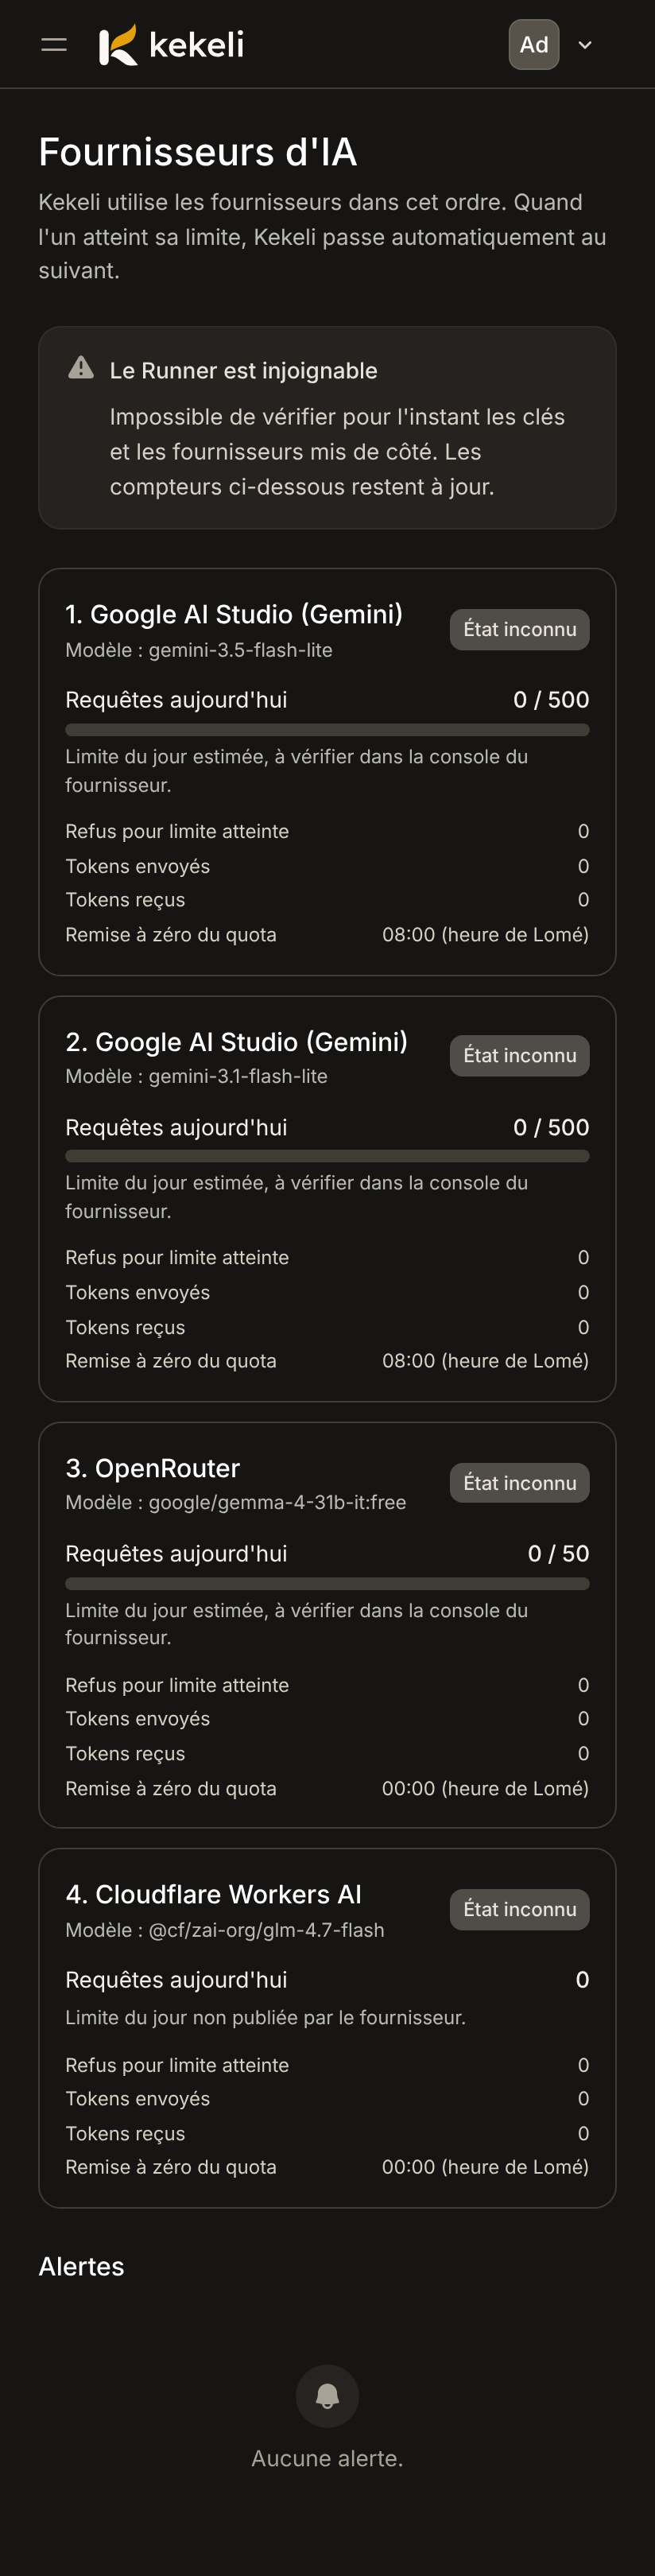 kekeli
Ad
Fournisseurs d'IA
Kekeli utilise les fournisseurs dans cet ordre. Quand
l'un atteint sa limite, Kekeli passe automatiquement au
suivant.
Le Runner est injoignable
Impossible de vérifier pour l'instant les clés
et les fournisseurs mis de côté. Les
compteurs ci-dessous restent à jour.
1. Google AI Studio (Gemini)
État inconnu
Modèle : gemini-3.5-flash-lite
Requêtes aujourd'hui 0 / 500
Limite du jour estimée, à vérifier dans la console du
fournisseur.
Refus pour limite atteinte 0
Tokens envoyés 0
Tokens reçus 0
Remise à zéro du quota 08:00 (heure de Lomé)
2. Google AI Studio (Gemini)
État inconnu
Modèle : gemini-3.1-flash-lite
Requêtes aujourd'hui 0 / 500
Limite du jour estimée, à vérifier dans la console du
fournisseur.
Refus pour limite atteinte 0
Tokens envoyés 0
Tokens reçus 0
Remise à zéro du quota 08:00 (heure de Lomé)
3. OpenRouter
État inconnu
Modèle : google/gemma-4-31b-it:free
Requêtes aujourd'hui 0 / 50
Limite du jour estimée, à vérifier dans la console du
fournisseur.
Refus pour limite atteinte 0
Tokens envoyés 0
Tokens reçus 0
Remise à zéro du quota 00:00 (heure de Lomé)
4. Cloudflare Workers AI
État inconnu
Modèle : @cf/zai-org/glm-4.7-flash
Requêtes aujourd'hui 0
Limite du jour non publiée par le fournisseur.
Refus pour limite atteinte 0
Tokens envoyés 0
Tokens reçus 0
Remise à zéro du quota 00:00 (heure de Lomé)
Alertes
Aucune alerte.